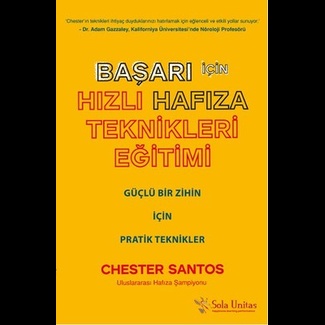 'Chester'ın teknikleri ihtiyaç duyduklarınızı hatırlamak için eğlenceli ve etkili yollar sunuyor.'
- Dr. Adam Gazzaley, Kaliforniya Üniversitesi'nde Nöroloji Profesörü
BAŞARI İÇİN
HIZLI HAFIZA
TEKNİKLERİ
EĞİTİMİ
GÜÇLÜ BİR ZİHİN
İÇİN
PRATİK TEKNİKLER
CHESTER SANTOS
Uluslararası Hafıza Şampiyonu
Sola Unitas